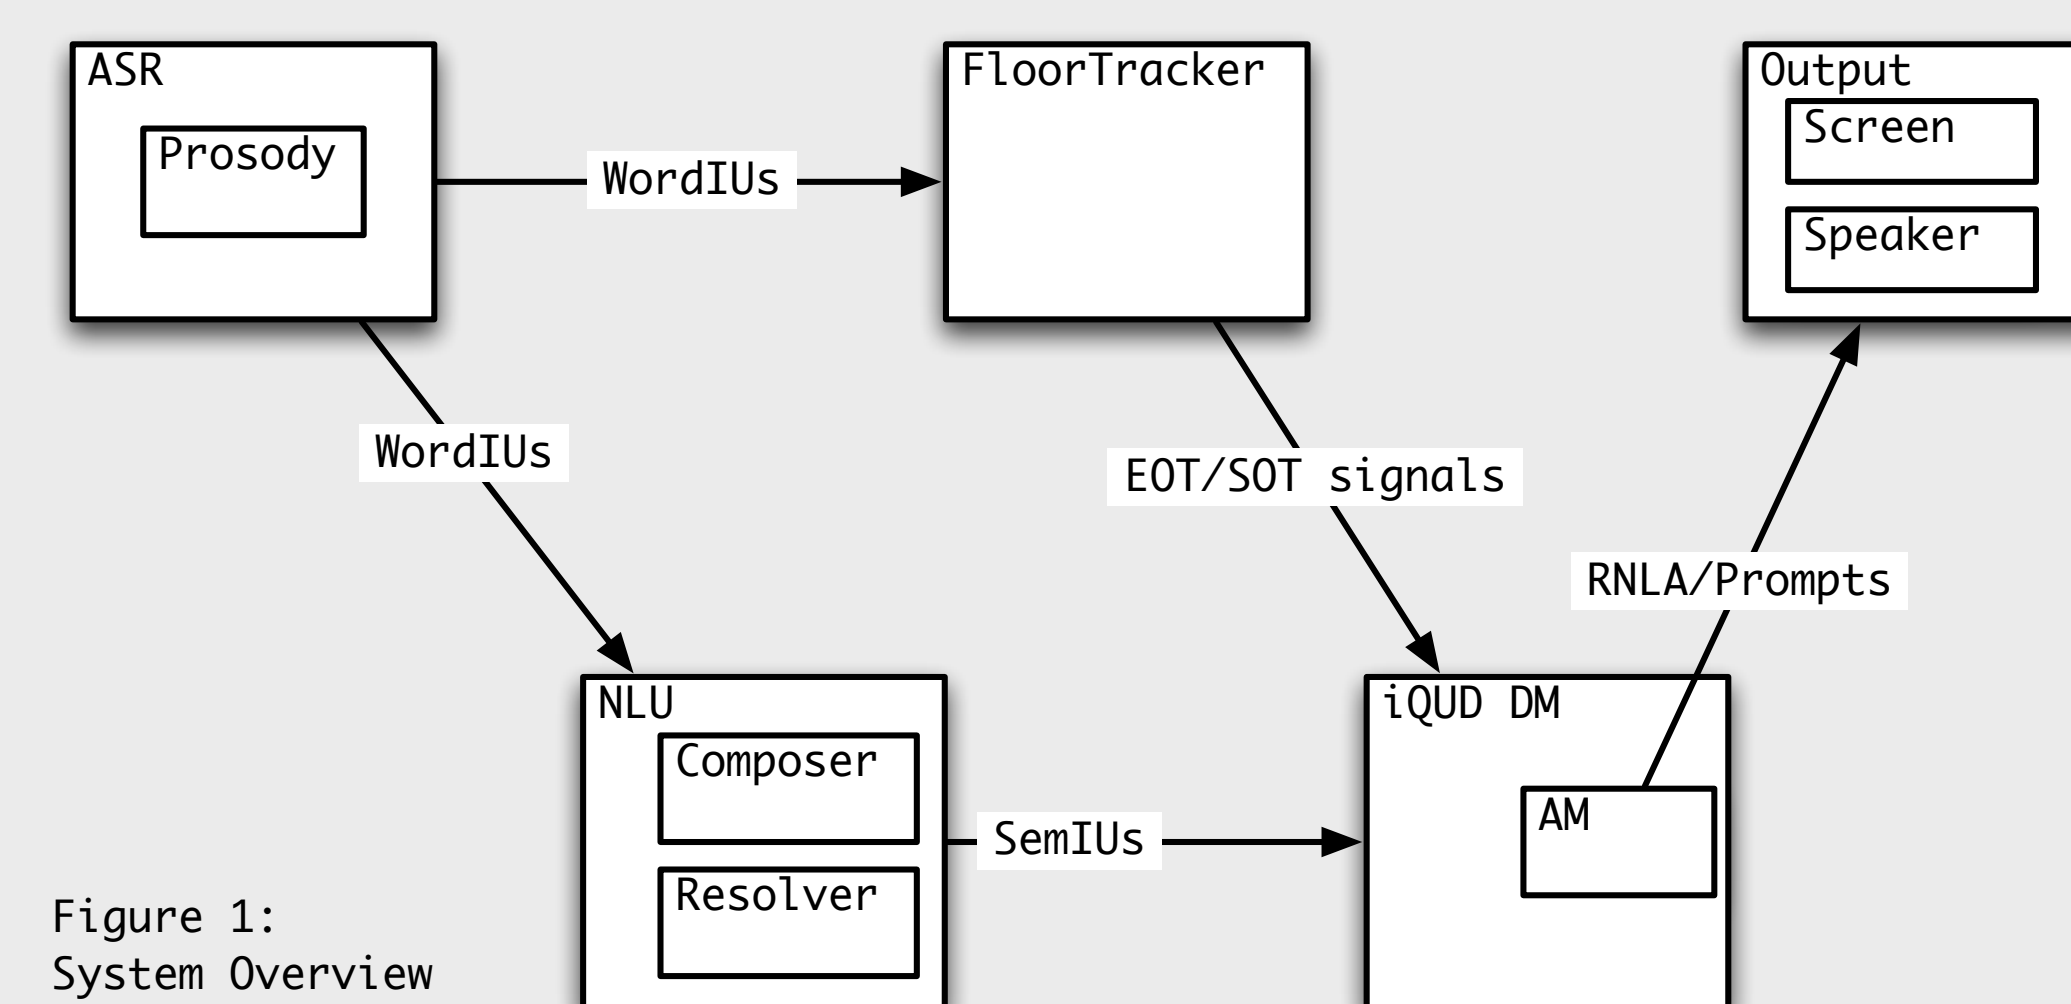 ASR
Prosody
WordIUs
FloorTracker
Output
Screen
Speaker
WordIUs
EOT/SOT signals
RNLA/Prompts
NLU
Composer
Resolver
SemIUs
iQUD DM
AM
Figure 1:
System Overview